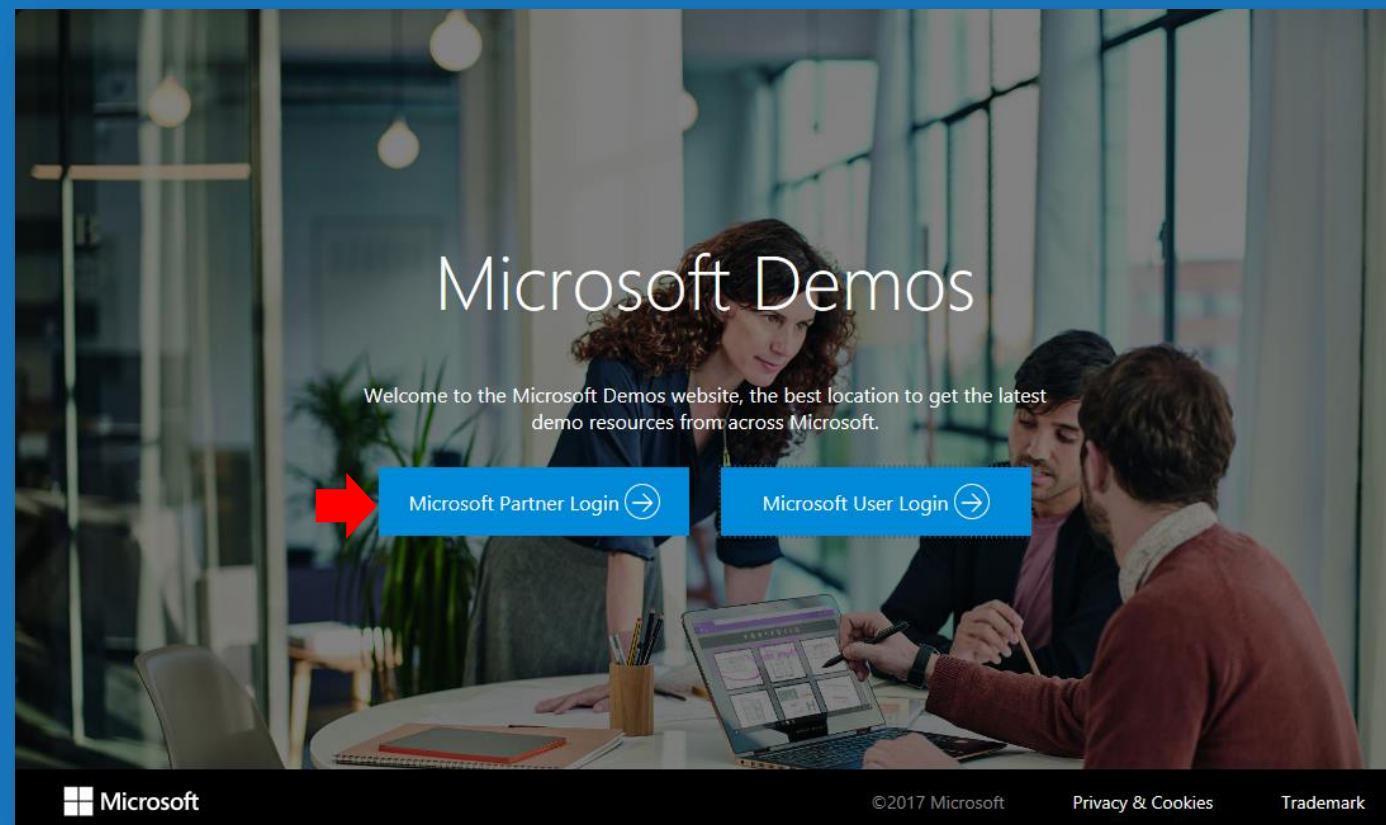 Microsoft Demos
Welcome to the Microsoft Demos website, the best location to get the latest
demo resources from across Microsoft.
Microsoft Partner Login
Microsoft User Login
Microsoft
©2017 Microsoft
Privacy & Cookies
Trademark